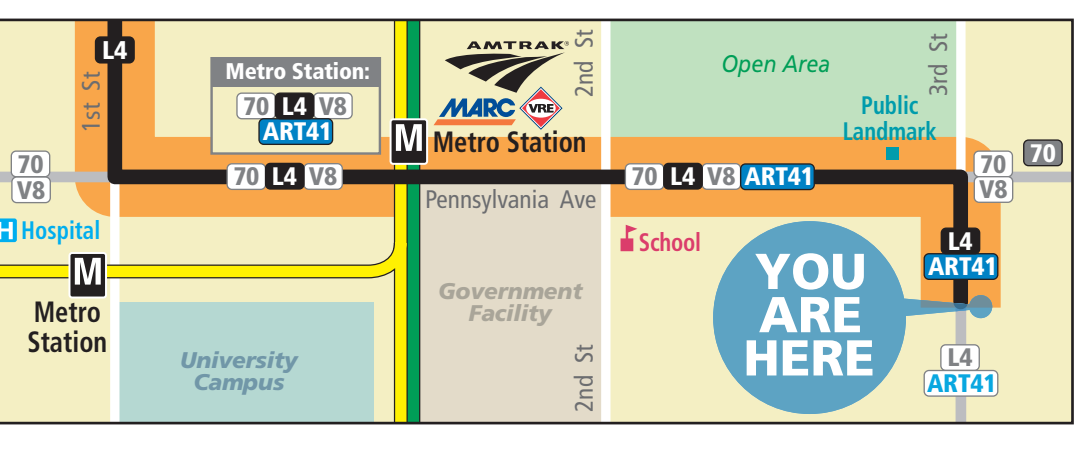 L4
1st St
Metro Station:
70 L4 V8
ART41
AMTRAK®
MARC VRE
M Metro Station
2nd St
Open Area
3rd St
Public
Landmark
70
V8
70 L4 V8
70 L4 V8 ART41
70
V8
70
Pennsylvania Ave
H Hospital
School
L4
ART41
M
Metro
Station
Government
Facility
YOU
ARE
HERE
University
Campus
2nd St
L4
ART41